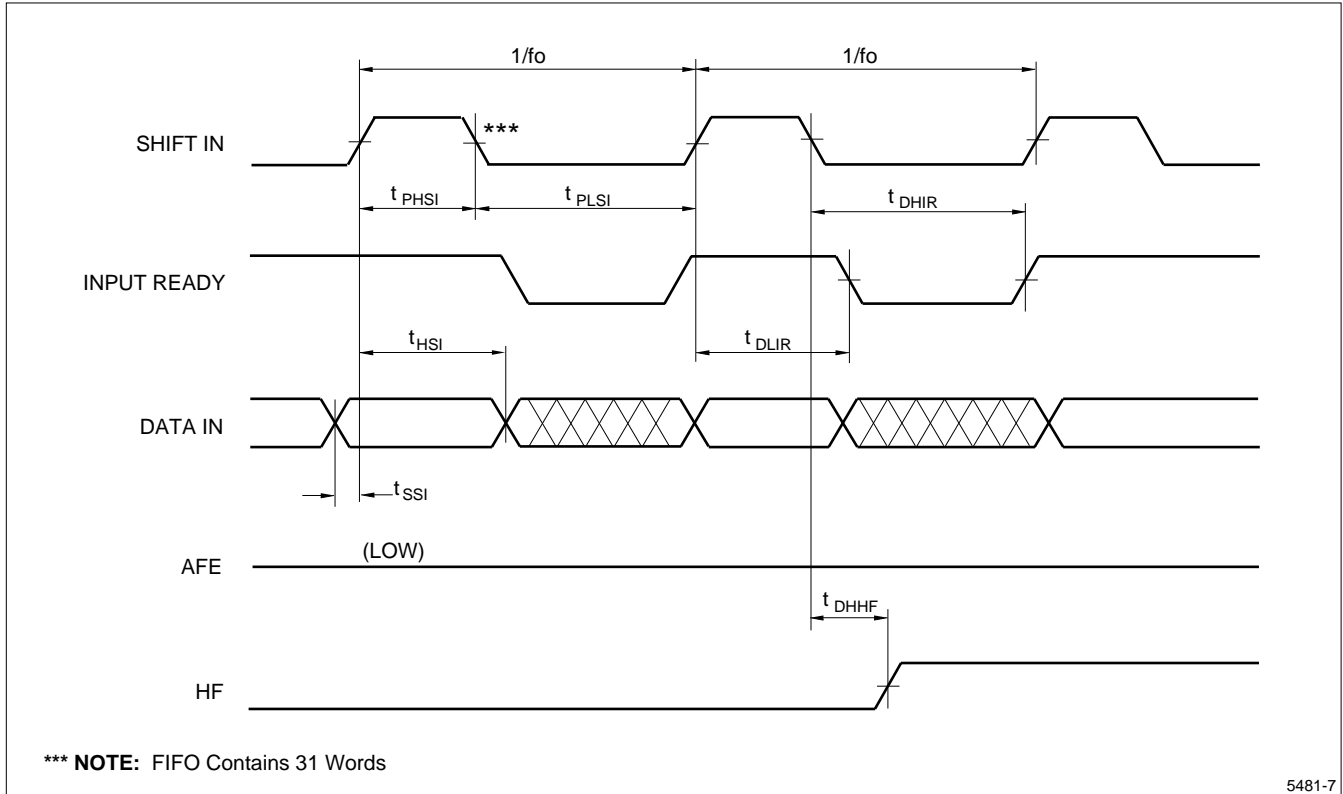 1/fo 1/fo
SHIFT IN ***
t PHSI t PLSI t DHIR
INPUT READY
t HSI t DLIR
DATA IN
t SSI
(LOW)
AFE
t DHHF
HF
*** NOTE: FIFO Contains 31 Words
5481-7